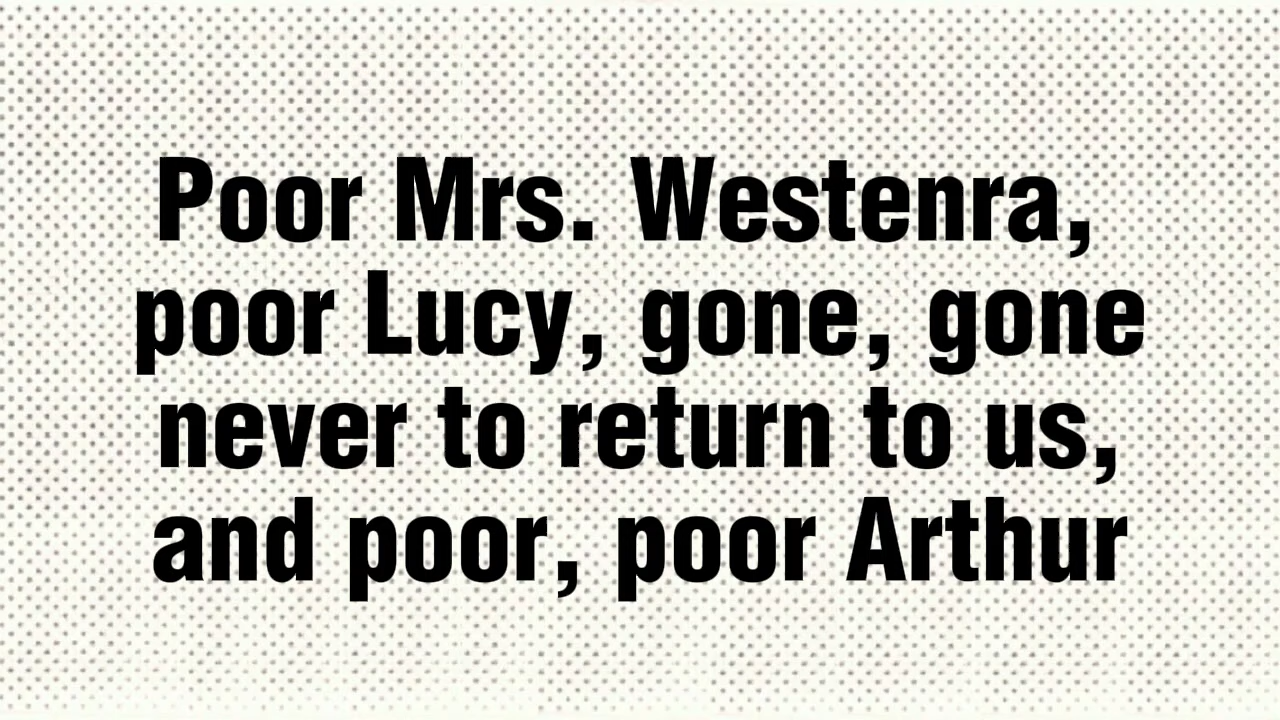 Poor Mrs. Westenra,
poor Lucy, gone, gone
never to return to us,
and poor, poor Arthur